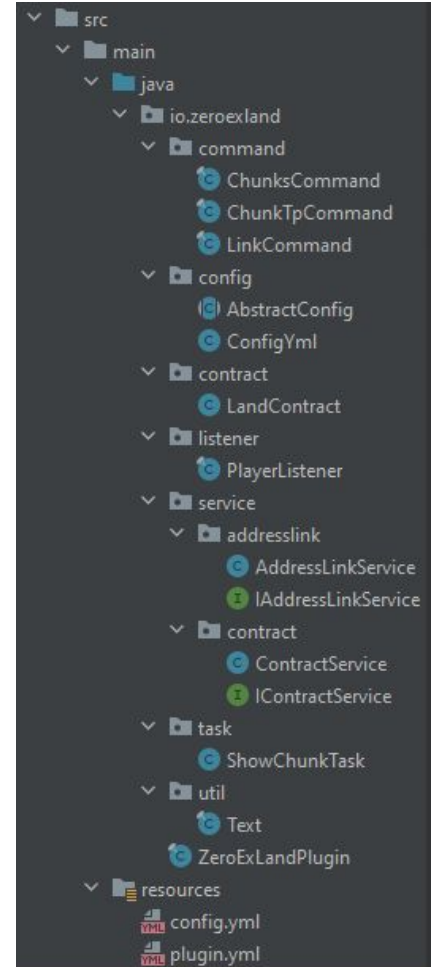 src
main
java
io.zeroexland
command
ChunksCommand
ChunkTpCommand
LinkCommand
config
AbstractConfig
ConfigYml
contract
LandContract
listener
PlayerListener
service
addresslink
AddressLinkService
IAddressLinkService
contract
ContractService
IContractService
task
ShowChunkTask
util
Text
ZeroExLandPlugin
resources
config.yml
plugin.yml